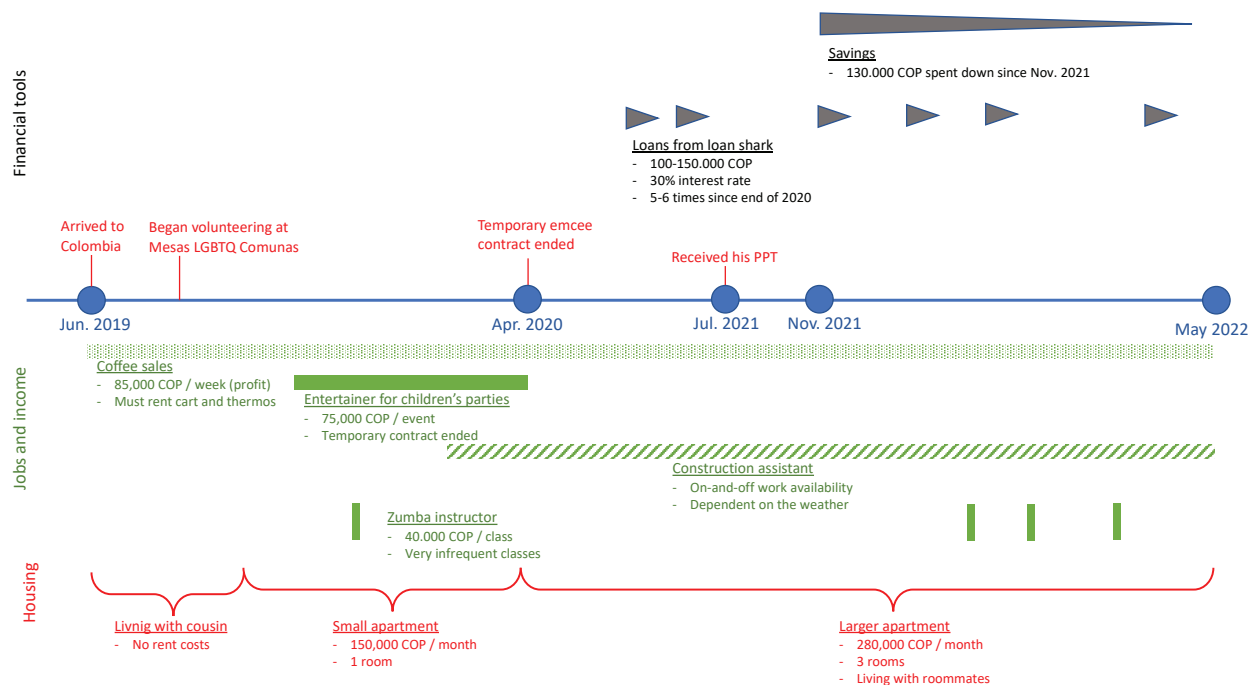 Financial tools
Savings
- 130.000 COP spent down since Nov. 2021
Loans from loan shark
- 100-150.000 COP
- 30% interest rate
- 5-6 times since end of 2020
Arrived to
Colombia
Began volunteering at
Mesas LGBTQ Comunas
Temporary emcee
contract ended
Received his PPT
Jun. 2019
Apr. 2020
Jul. 2021
Nov. 2021
May 2022
Jobs and income
Coffee sales
- 85,000 COP / week (profit)
- Must rent cart and thermos
Entertainer for children’s parties
- 75,000 COP / event
- Temporary contract ended
Construction assistant
- On-and-off work availability
- Dependent on the weather
Zumba instructor
- 40.000 COP / class
- Very infrequent classes
Housing
Livnig with cousin
- No rent costs
Small apartment
- 150,000 COP / month
- 1 room
Larger apartment
- 280,000 COP / month
- 3 rooms
- Living with roommates